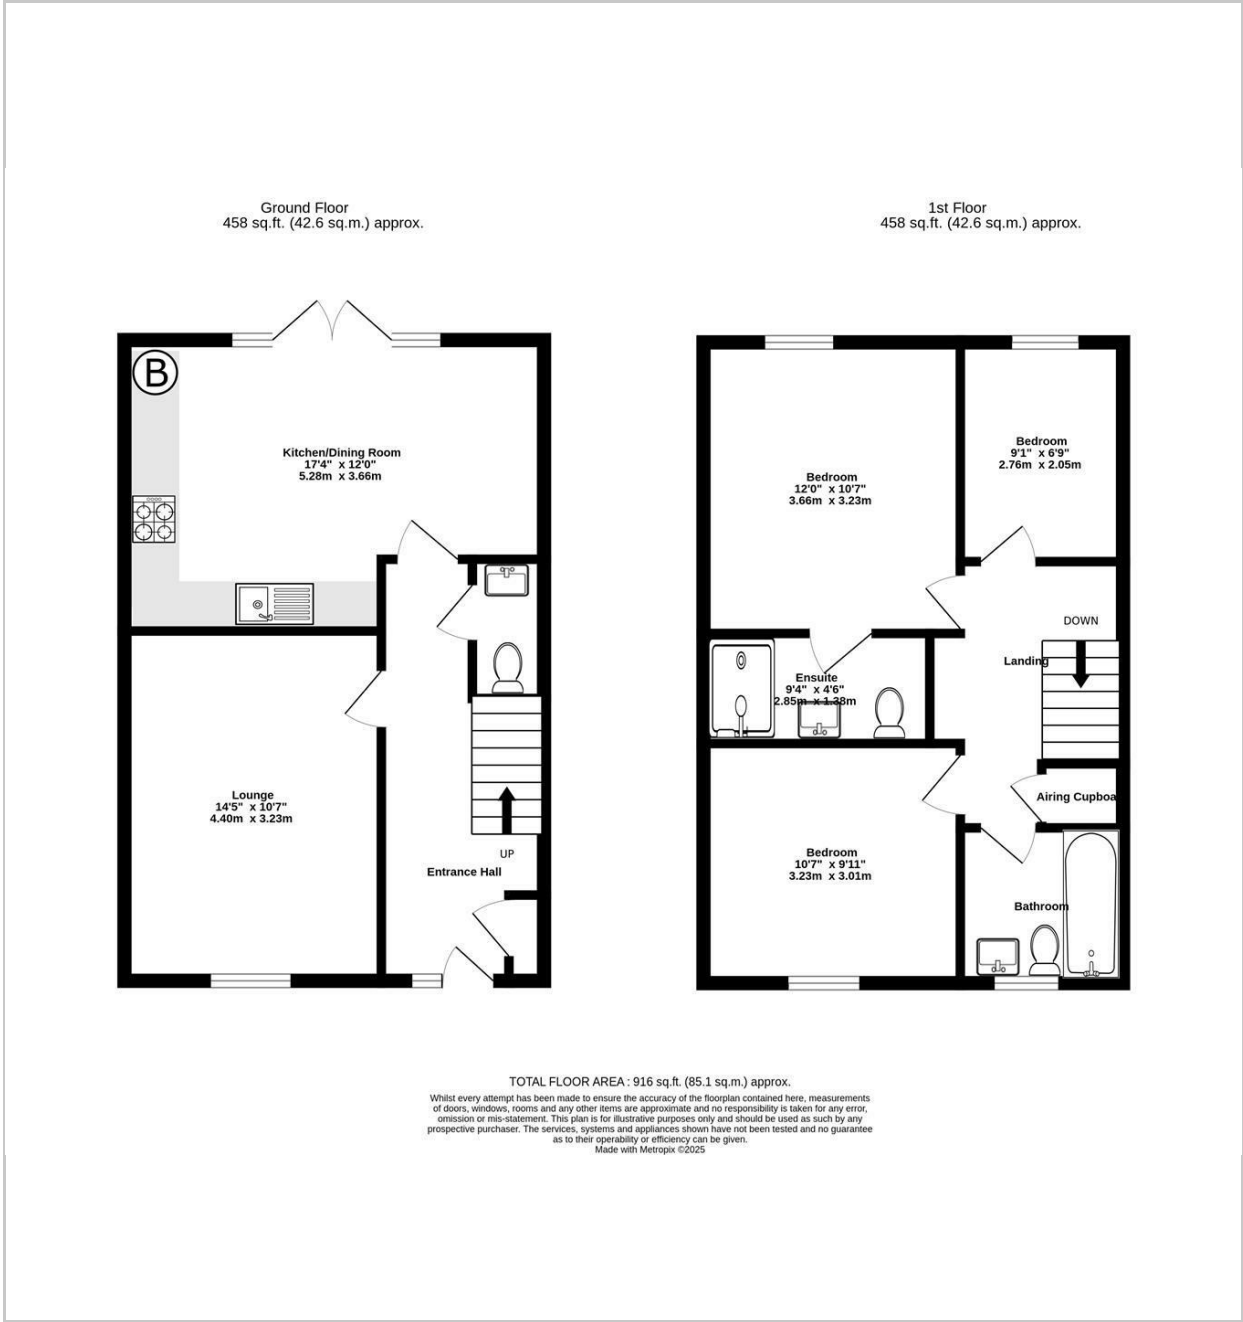 Ground Floor
458 sq.ft. (42.6 sq.m.) approx.
B
Kitchen/Dining Room
17'4" x 12'0"
5.28m x 3.66m
Lounge
14'5" x 10'7"
4.40m x 3.23m
UP
Entrance Hall
1st Floor
458 sq.ft. (42.6 sq.m.) approx.
Bedroom
12'0" x 10'7"
3.66m x 3.23m
Bedroom
9'1" x 6'9"
2.76m x 2.05m
DOWN
Landing
Ensuite
9'4" x 4'6"
2.85m x 1.38m
Airing Cupboa
Bedroom
10'7" x 9'11"
3.23m x 3.01m
Bathroom
TOTAL FLOOR AREA : 916 sq.ft. (85.1 sq.m.) approx.
Whilst every attempt has been made to ensure the accuracy of the floorplan contained here, measurements
of doors, windows, rooms and any other items are approximate and no responsibility is taken for any error,
omission or mis-statement. This plan is for illustrative purposes only and should be used as such by any
prospective purchaser. The services, systems and appliances shown have not been tested and no guarantee
as to their operability or efficiency can be given.
Made with Metropix ©2025